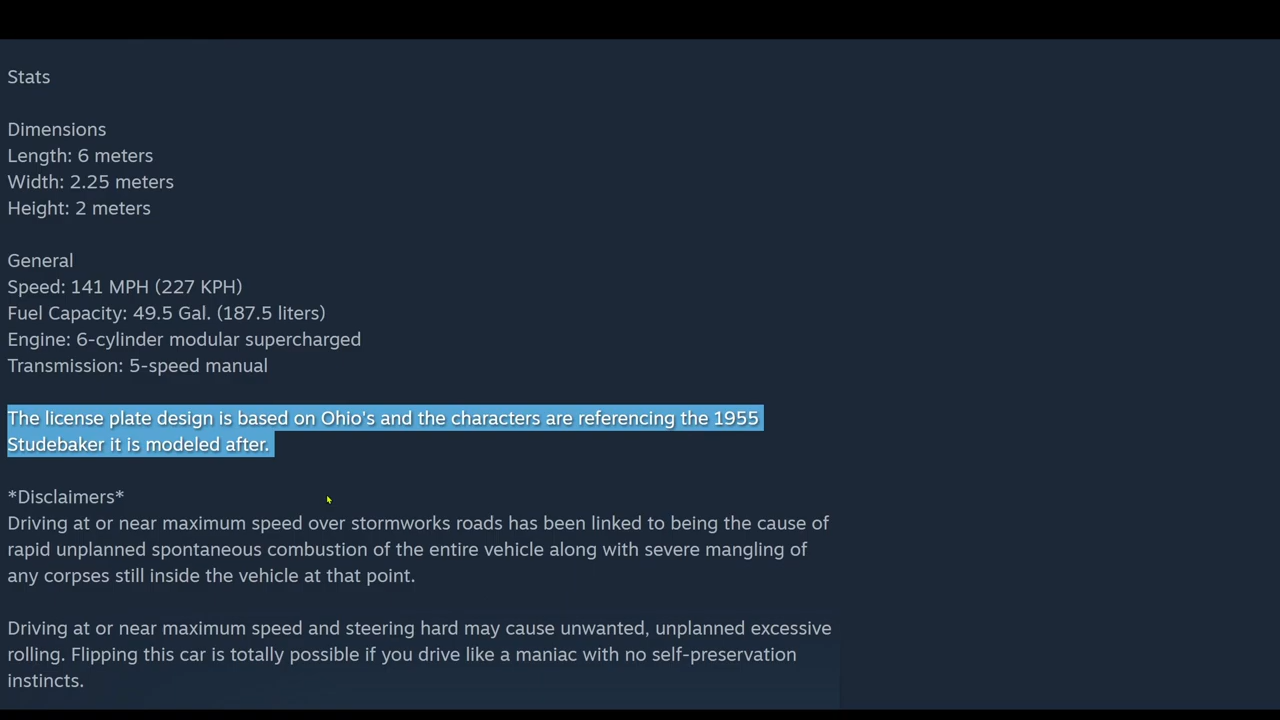 Stats
Dimensions
Length: 6 meters
Width: 2.25 meters
Height: 2 meters
General
Speed: 141 MPH (227 KPH)
Fuel Capacity: 49.5 Gal. (187.5 liters)
Engine: 6-cylinder modular supercharged
Transmission: 5-speed manual
The license plate design is based on Ohio's and the characters are referencing the 1955
Studebaker it is modeled after.
*Disclaimers*
Driving at or near maximum speed over stormworks roads has been linked to being the cause of
rapid unplanned spontaneous combustion of the entire vehicle along with severe mangling of
any corpses still inside the vehicle at that point.
Driving at or near maximum speed and steering hard may cause unwanted, unplanned excessive
rolling. Flipping this car is totally possible if you drive like a maniac with no self-preservation
instincts.